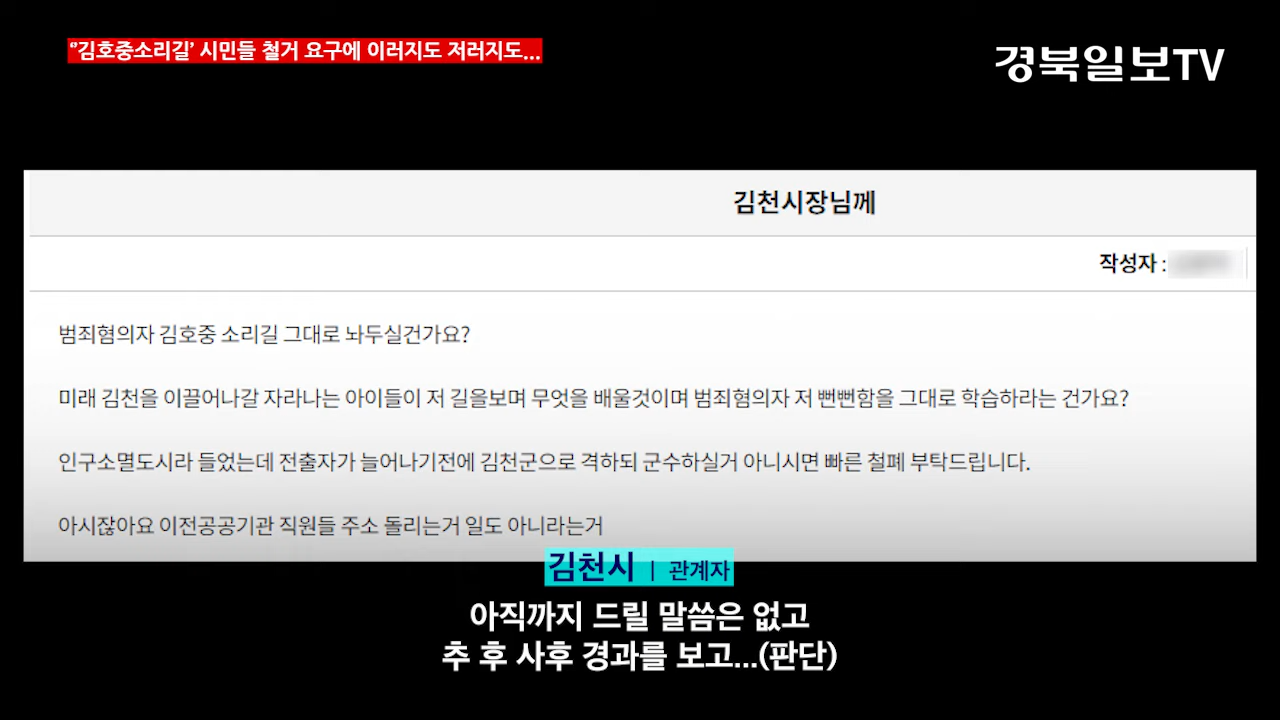 ‘’김호중소리길’ 시민들 철거 요구에 이러지도 저러지도...
경북일보TV
김천시장님께
작성자 :
범죄혐의자 김호중 소리길 그대로 놔두실건가요?
미래 김천을 이끌어나갈 자라나는 아이들이 저 길을보며 무엇을 배울것이며 범죄혐의자 저 뻔뻔함을 그대로 학습하라는 건가요?
인구소멸도시라 들었는데 전출자가 늘어나기전에 김천군으로 격하되 군수하실거 아니시면 빠른 철폐 부탁드립니다.
아시잖아요 이전공공기관 직원들 주소 돌리는거 일도 아니라는거
김천시 | 관계자
아직까지 드릴 말씀은 없고
추 후 사후 경과를 보고...(판단)